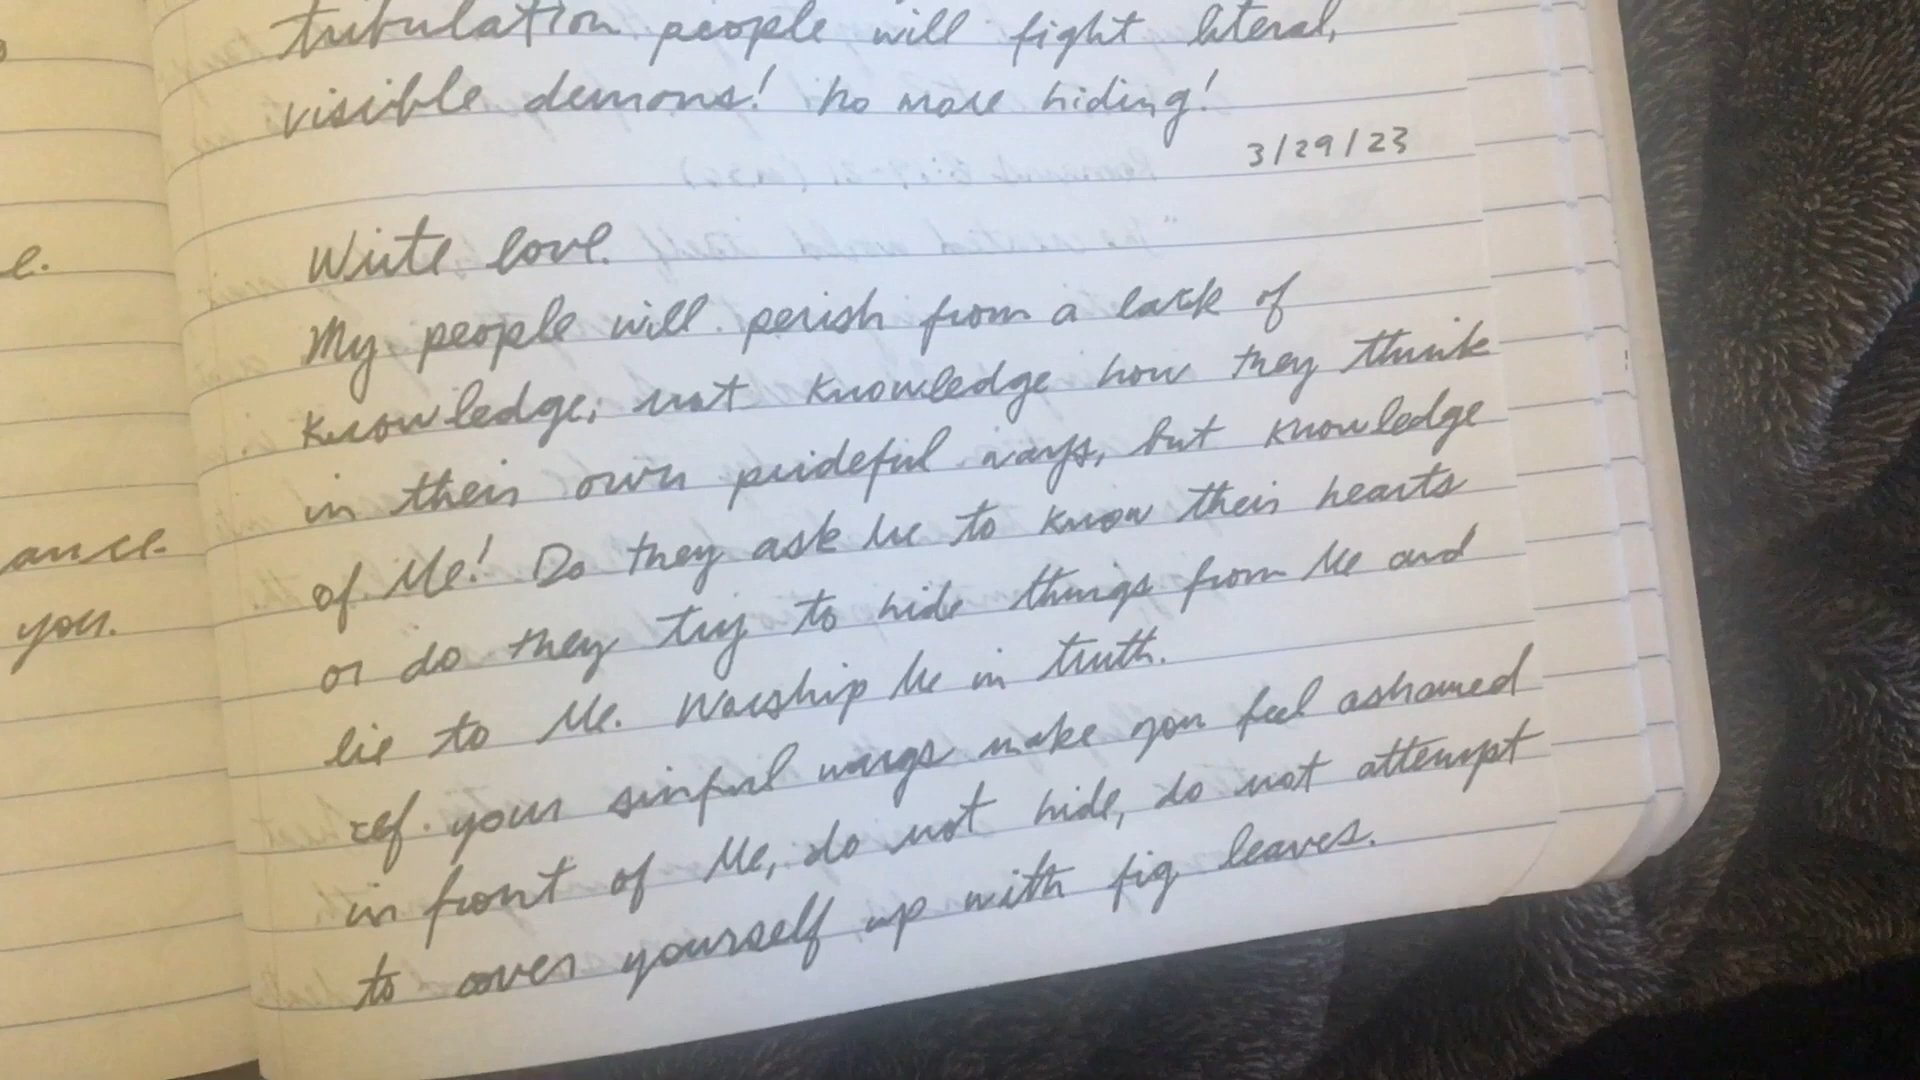 e.
ance.
you.
tribulation people will fight literal,
visible demons! No more hiding!
3/29/23
Write love.
My people will perish from a lack of
knowledge; not knowledge how they think
in their own prideful ways, but knowledge
of Me! Do they ask Me to know their hearts
or do they try to hide things from Me and
lie to Me. Worship Me in truth.
If your sinful ways make you feel ashamed
in front of Me, do not hide, do not attempt
to cover yourself up with fig leaves.